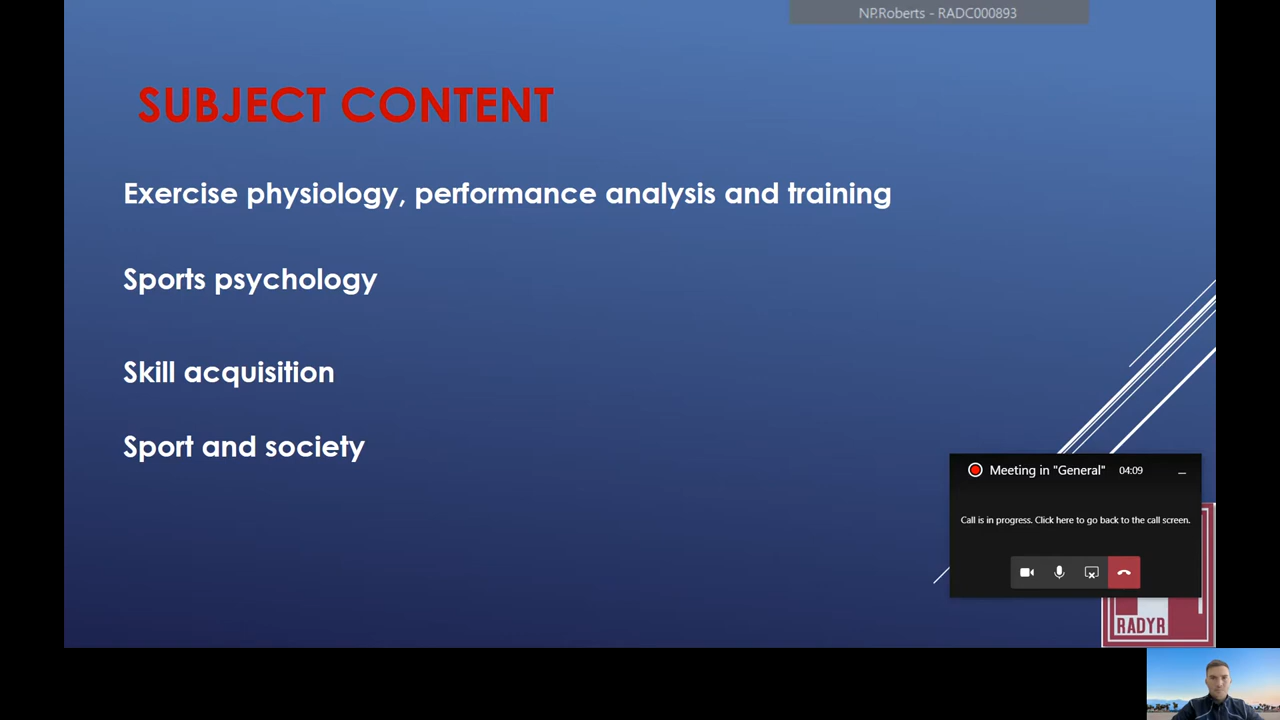 NP.Roberts - RADC000893
SUBJECT CONTENT
Exercise physiology, performance analysis and training
Sports psychology
Skill acquisition
Sport and society
Meeting in "General" 04:09
Call is in progress. Click here to go back to the call screen.
RADYR